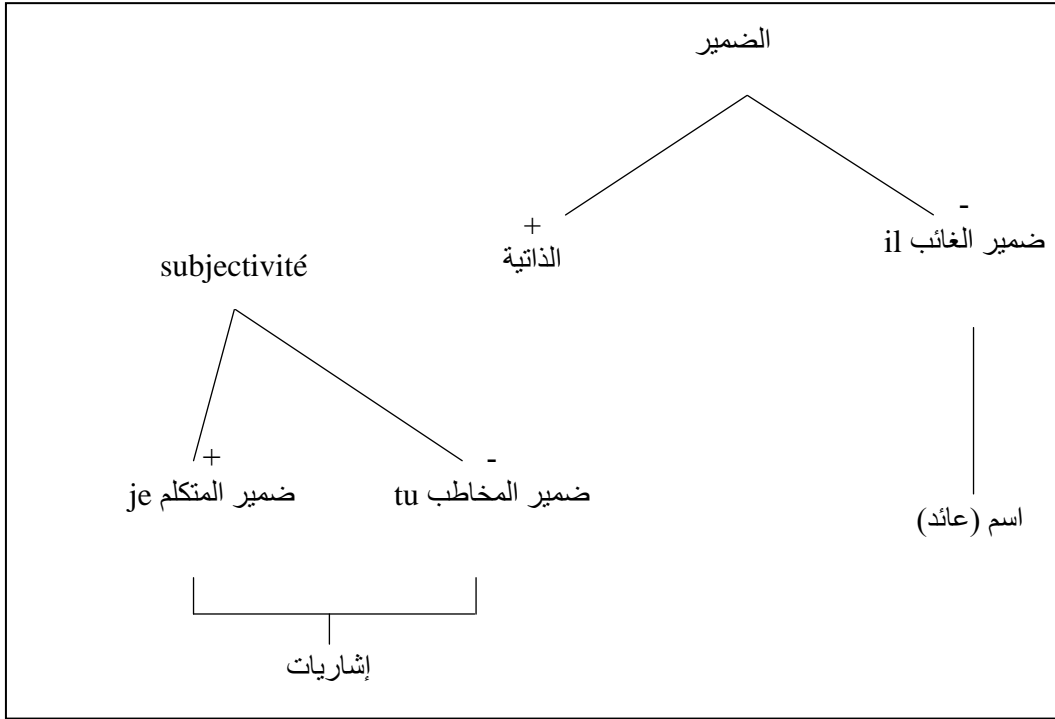 الضمير
+
-
الذاتية
ضمير الغائب il
subjectivité
+
-
ضمير المتكلم je
ضمير المخاطب tu
اسم (عائد)
إشاريات